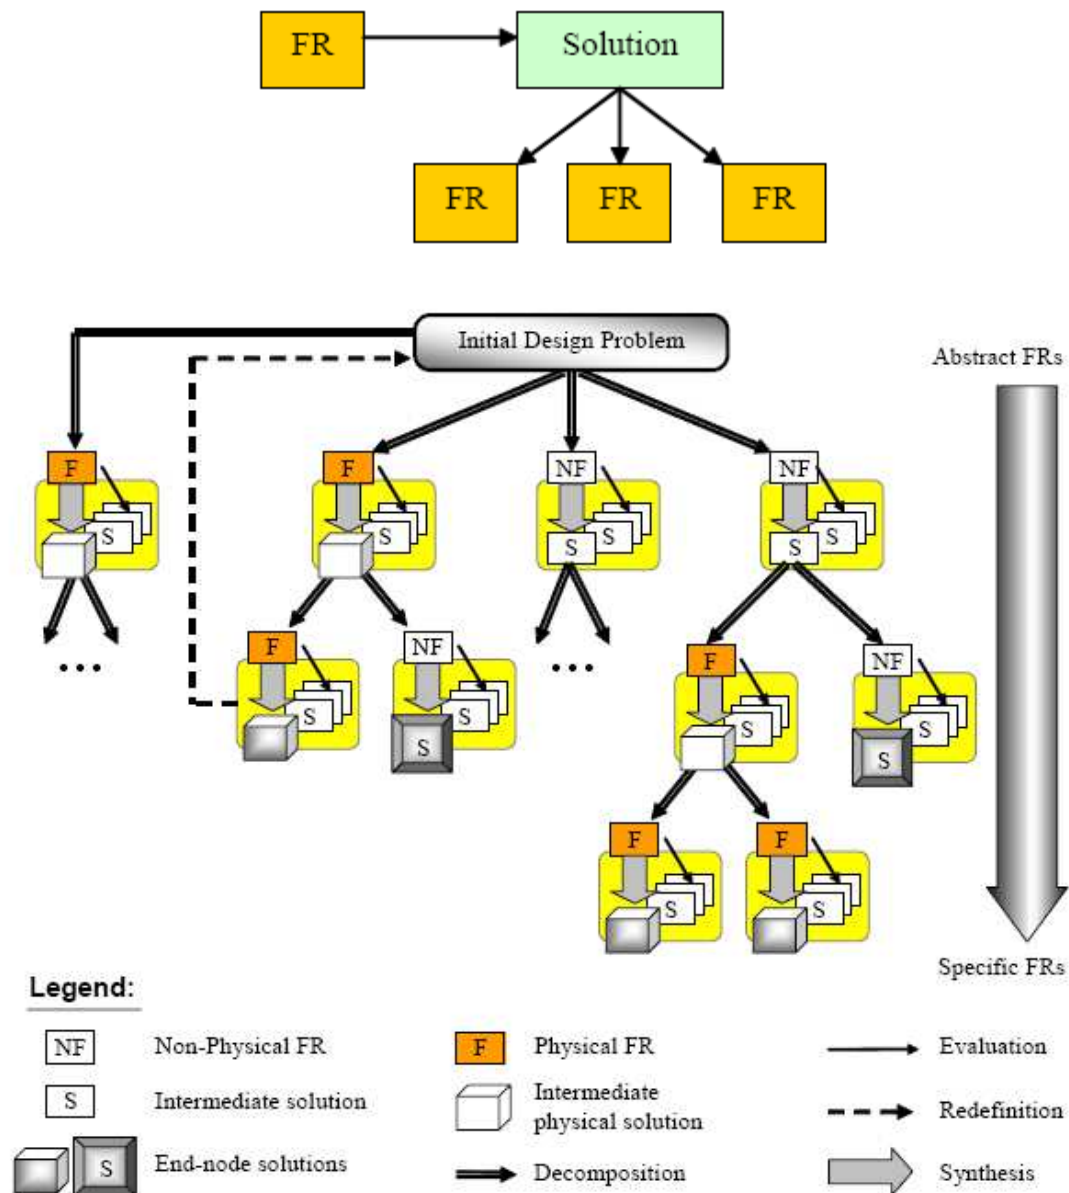 FR
Solution
FR FR FR
Initial Design Problem
Abstract FRs
F F NF NF
S S S S
S S
... F NF ... F NF
S S S S
S S
F F
S S
Specific FRs
Legend:
NF Non-Physical FR F Physical FR Evaluation
S Intermediate solution Intermediate
physical solution Redefinition
S End-node solutions Decomposition Synthesis